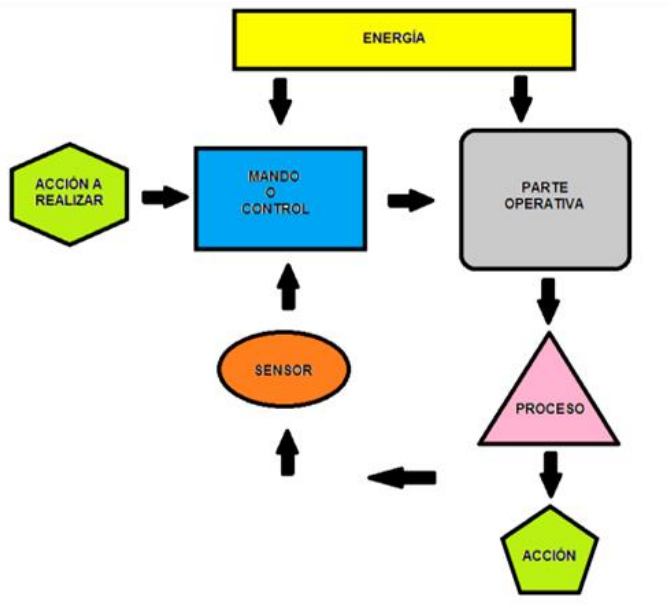 ENERGÍA
ACCIÓN A
REALIZAR
MANDO
O
CONTROL
PARTE
OPERATIVA
SENSOR
PROCESO
ACCIÓN